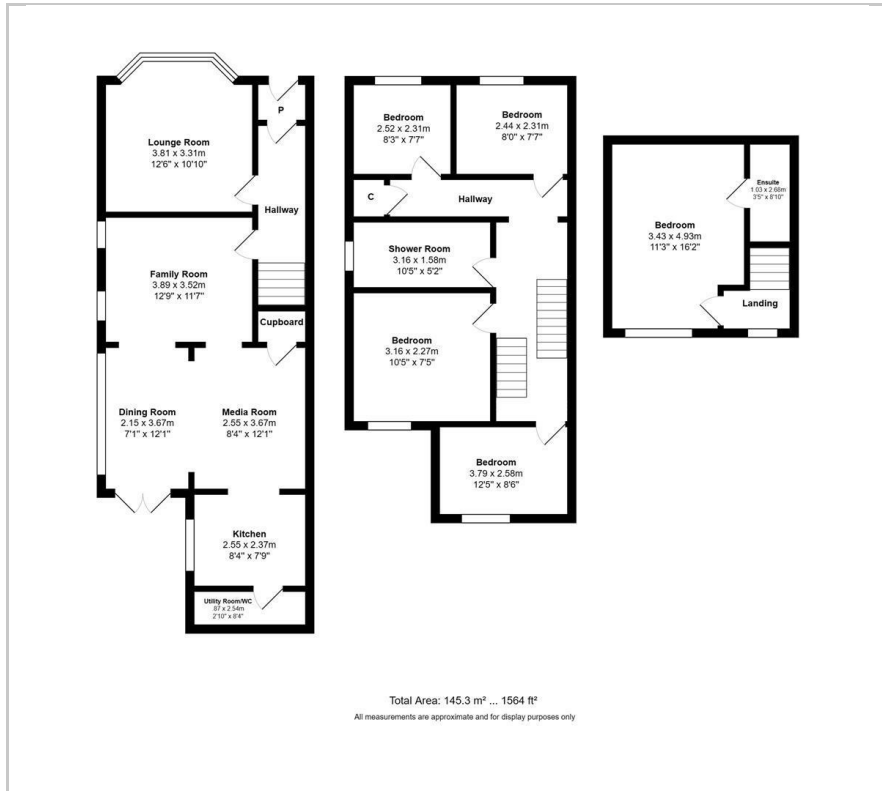 Lounge Room
3.81 x 3.31m
12'6" x 10'10"
P
Hallway
Family Room
3.89 x 3.52m
12'9" x 11'7"
Cupboard
Dining Room
2.15 x 3.67m
7'1" x 12'1"
Media Room
2.55 x 3.67m
8'4" x 12'1"
Kitchen
2.55 x 2.37m
8'4" x 7'9"
Utility Room/WC
.87 x 2.54m
2'10" x 8'4"
Bedroom
2.52 x 2.31m
8'3" x 7'7"
Bedroom
2.44 x 2.31m
8'0" x 7'7"
C
Hallway
Shower Room
3.16 x 1.58m
10'5" x 5'2"
Bedroom
3.16 x 2.27m
10'5" x 7'5"
Bedroom
3.79 x 2.58m
12'5" x 8'6"
Bedroom
3.43 x 4.93m
11'3" x 16'2"
Ensuite
1.03 x 2.68m
3'5" x 8'10"
Landing
Total Area: 145.3 m² ... 1564 ft²
All measurements are approximate and for display purposes only